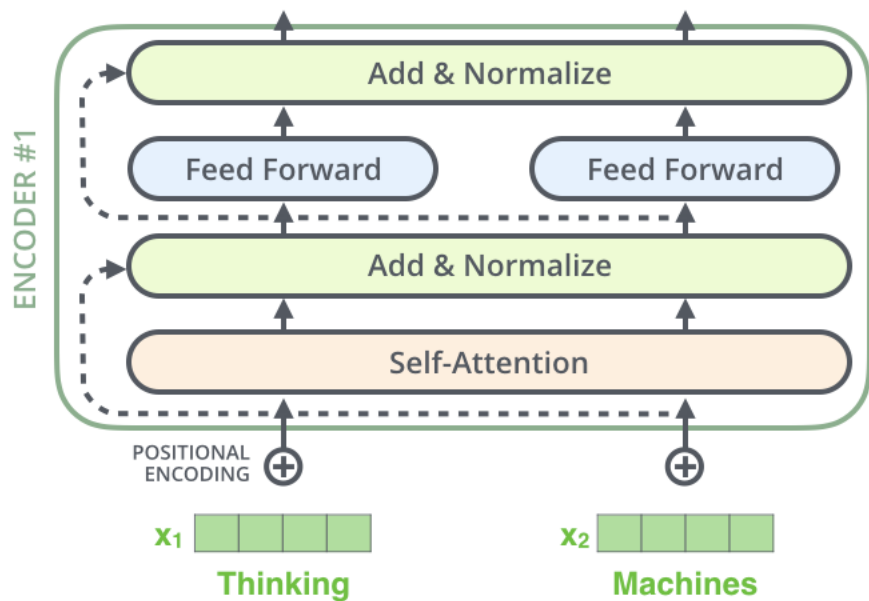 ENCODER #1
Add & Normalize
Feed Forward
Feed Forward
Add & Normalize
Self-Attention
POSITIONAL
ENCODING
x₁
x₂
Thinking
Machines